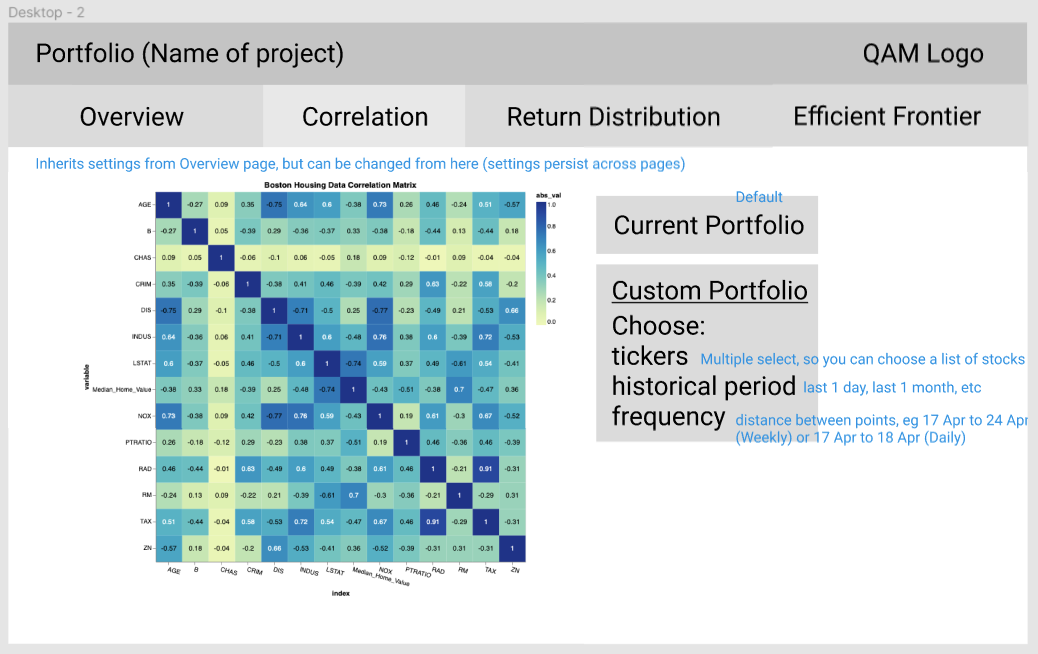 Desktop - 2
Portfolio (Name of project) QAM Logo
Overview Correlation Return Distribution Efficient Frontier
Inherits settings from Overview page, but can be changed from here (settings persist across pages)
Boston Housing Data Correlation Matrix
AGE 1 -0.27 0.09 0.35 -0.75 0.64 0.6 -0.38 0.73 0.26 0.46 -0.24 0.51 -0.57
B -0.27 1 0.05 -0.39 0.29 -0.36 -0.37 0.33 -0.38 -0.18 -0.44 0.13 -0.44 0.18
CHAS 0.09 0.05 1 -0.06 -0.1 0.06 -0.05 0.18 0.09 -0.12 -0.01 0.09 -0.04 -0.04
CRIM 0.35 -0.39 -0.06 1 -0.38 0.41 0.46 -0.39 0.42 0.29 0.63 -0.22 0.58 -0.2
DIS -0.75 0.29 -0.1 -0.38 1 -0.71 -0.5 0.25 -0.77 -0.23 -0.49 0.21 -0.53 0.66
INDUS 0.64 -0.36 0.06 0.41 -0.71 1 0.6 -0.48 0.76 0.38 0.6 -0.39 0.72 -0.53
LSTAT 0.6 -0.37 -0.05 0.46 -0.5 0.6 1 -0.74 0.59 0.37 0.49 -0.61 0.54 -0.41
Median_Home_Value -0.38 0.33 0.18 -0.39 0.25 -0.48 -0.74 1 -0.43 -0.51 -0.38 0.7 -0.47 0.36
NOX 0.73 -0.38 0.09 0.42 -0.77 0.76 0.59 -0.43 1 0.19 0.61 -0.3 0.67 -0.52
PTRATIO 0.26 -0.18 -0.12 0.29 -0.23 0.38 0.37 -0.51 0.19 1 0.46 -0.36 0.46 -0.39
RAD 0.46 -0.44 -0.01 0.63 -0.49 0.6 0.49 -0.38 0.61 0.46 1 -0.21 0.91 -0.31
RM -0.24 0.13 0.09 -0.22 0.21 -0.39 -0.61 0.7 -0.3 -0.36 -0.21 1 -0.29 0.31
TAX 0.51 -0.44 -0.04 0.58 -0.53 0.72 0.54 -0.47 0.67 0.46 0.91 -0.29 1 -0.31
ZN -0.57 0.18 -0.04 -0.2 0.66 -0.53 -0.41 0.36 -0.52 -0.39 -0.31 0.31 -0.31 1
AGE B CHAS CRIM DIS INDUS LSTAT Median_Home_Value NOX PTRATIO RAD RM TAX ZN
variable
index
abs_val
1.0
0.8
0.6
0.4
0.2
0.0
Default
Current Portfolio
Custom Portfolio
Choose:
tickers Multiple select, so you can choose a list of stocks
historical period last 1 day, last 1 month, etc
frequency distance between points, eg 17 Apr to 24 Apr
(Weekly) or 17 Apr to 18 Apr (Daily)